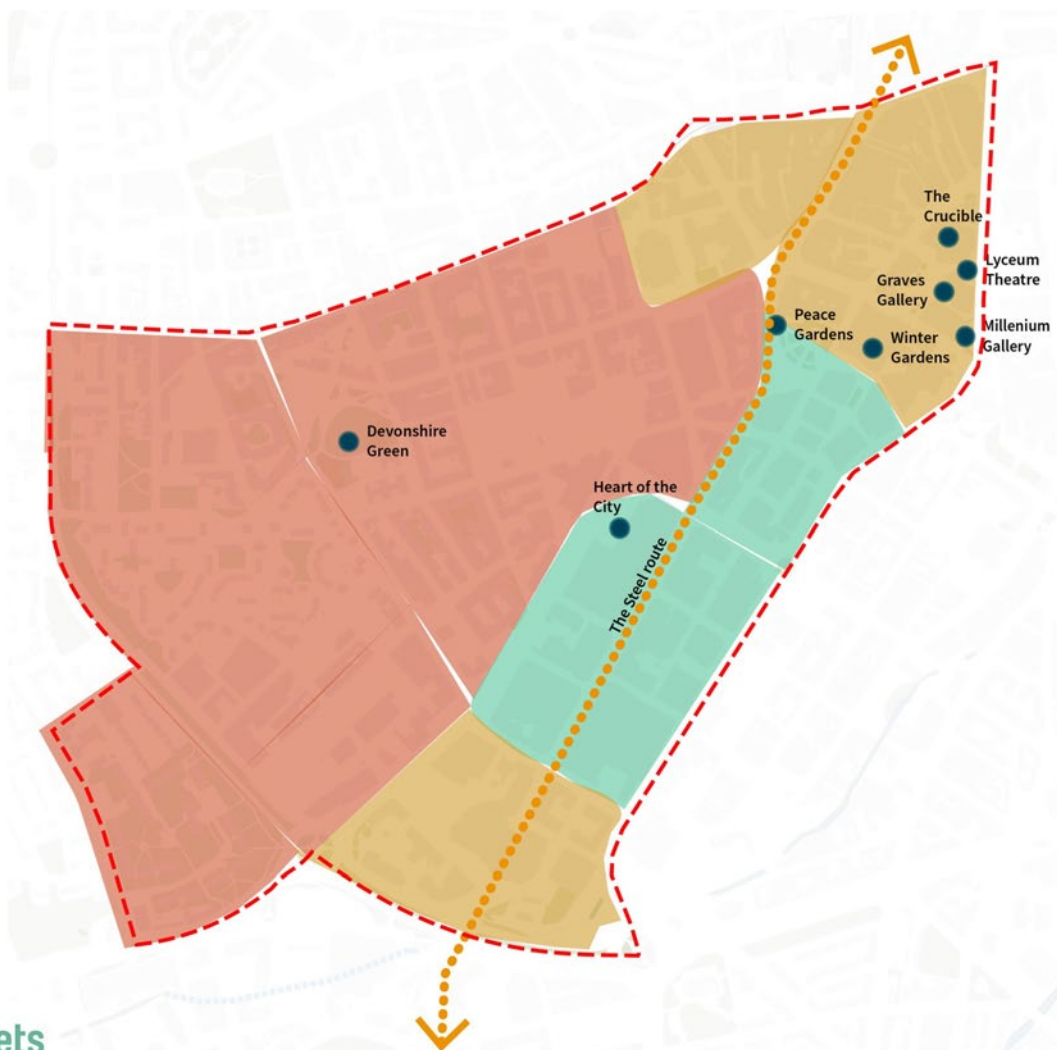 The
Crucible
Lyceum
Theatre
Graves
Gallery
Peace
Gardens
Millenium
Gallery
Winter
Gardens
Devonshire
Green
Heart of the
City
The Steel route
ets